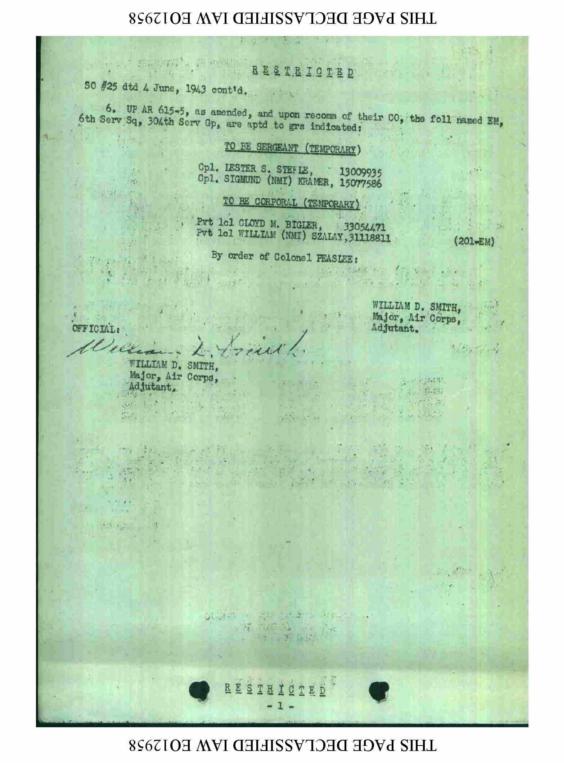 THIS PAGE DECLASSIFIED IAW EO12958
RESTRICTED
SO #25 dtd 4 June, 1943 cont'd.
6. UP AR 615-5, as amended, and upon recomm of their CO, the foll named EM,
6th Serv Sq, 304th Serv Gp, are aptd to grs indicated:
TO BE SERGEANT (TEMPORARY)
Cpl. LESTER S. 13009935
Cpl. SIGMUND (NMI) KRAMER, 15077586
TO BE CORPORAL (TEMPORARY)
Pvt 1cl CLOYD M. BIGLER, 33054471
Pvt 1cl WILLIAM (NMI) SZALAY, 31118811
(201-EM)
By order of Colonel PEASLEE:
WILLIAM D. SMITH,
Major, Air Corps,
Adjutant.
OFFICIAL:
William D. Smith
WILLIAM D. SMITH,
Major, Air Corps,
Adjutant.
RESTRICTED
- 1 -
THIS PAGE DECLASSIFIED IAW EO12958